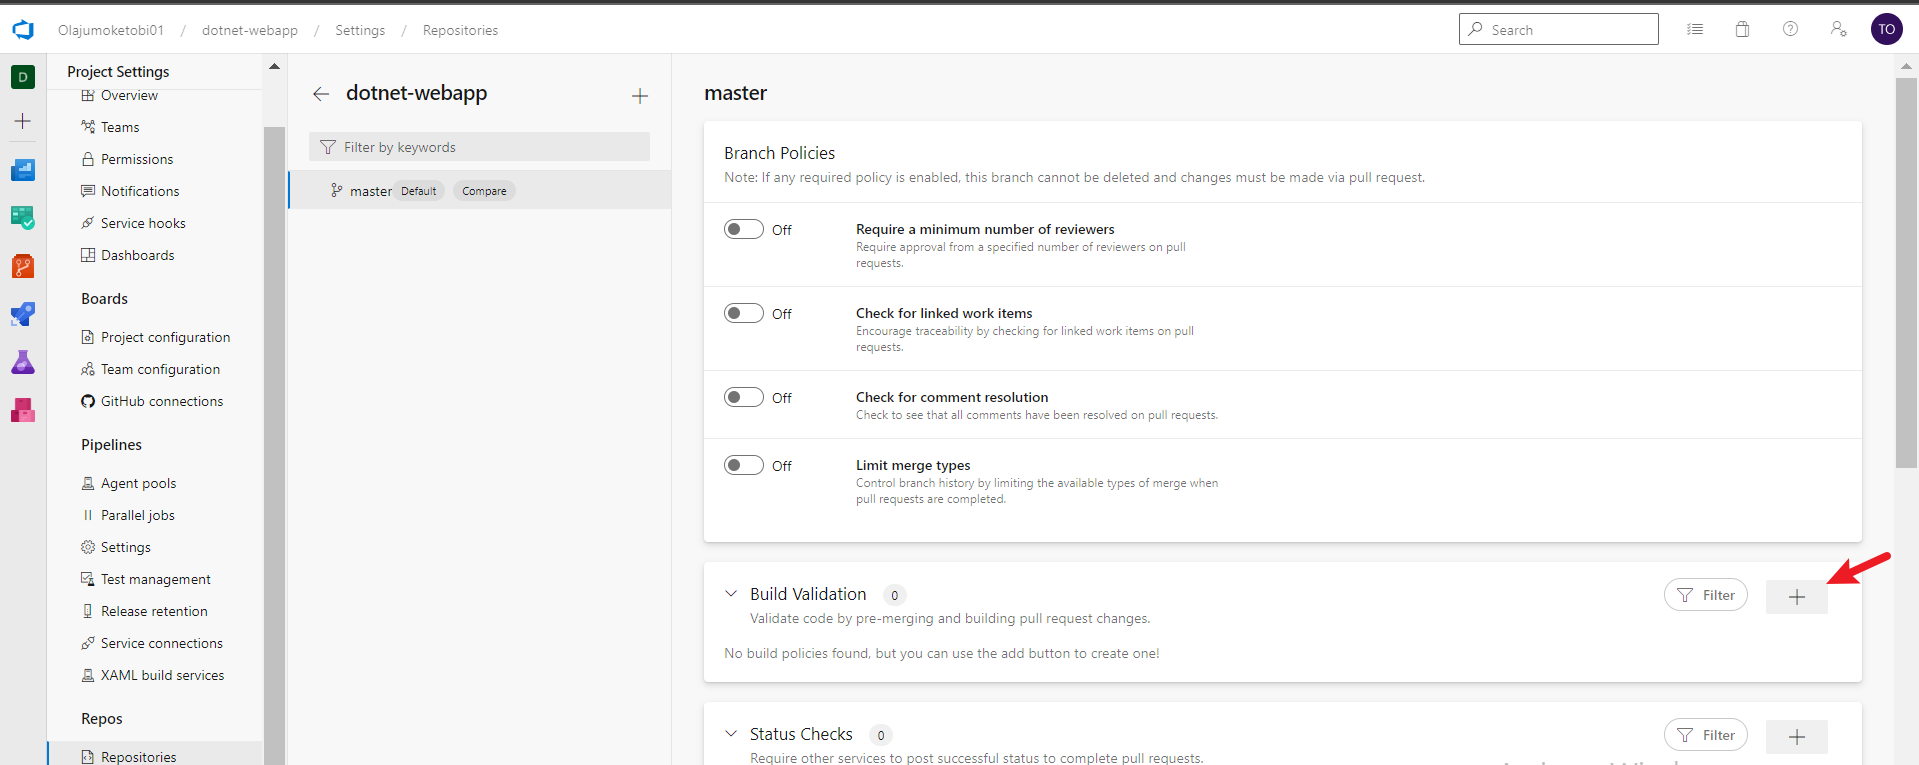 Olajumoketobi01 / dotnet-webapp / Settings / Repositories
Search
TO
D
Project Settings
Overview
Teams
Permissions
Notifications
Service hooks
Dashboards
Boards
Project configuration
Team configuration
GitHub connections
Pipelines
Agent pools
Parallel jobs
Settings
Test management
Release retention
Service connections
XAML build services
Repos
Repositories
dotnet-webapp
Filter by keywords
master Default Compare
master
Branch Policies
Note: If any required policy is enabled, this branch cannot be deleted and changes must be made via pull request.
Off
Require a minimum number of reviewers
Require approval from a specified number of reviewers on pull
requests.
Off
Check for linked work items
Encourage traceability by checking for linked work items on pull
requests.
Off
Check for comment resolution
Check to see that all comments have been resolved on pull requests.
Off
Limit merge types
Control branch history by limiting the available types of merge when
pull requests are completed.
Build Validation 0
Filter
Validate code by pre-merging and building pull request changes.
No build policies found, but you can use the add button to create one!
Status Checks 0
Filter
Require other services to post successful status to complete pull requests.